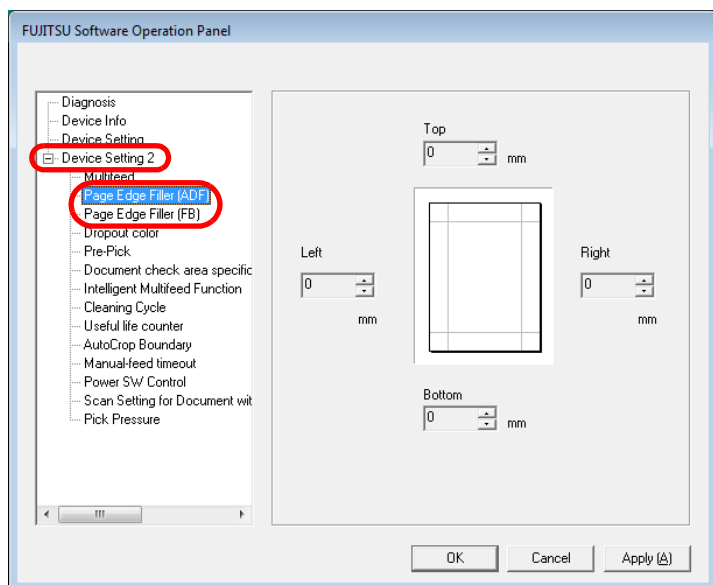 FUJITSU Software Operation Panel
Diagnosis
Device Info
Device Setting
Device Setting 2
Multifeed
Page Edge Filler (ADF)
Page Edge Filler (FB)
Dropout color
Pre-Pick
Document check area specific
Intelligent Multifeed Function
Cleaning Cycle
Useful life counter
AutoCrop Boundary
Manual-feed timeout
Power SW Control
Scan Setting for Document wit
Pick Pressure
Top
0 mm
Left
0
mm
Right
0
mm
Bottom
0 mm
OK Cancel Apply (A)